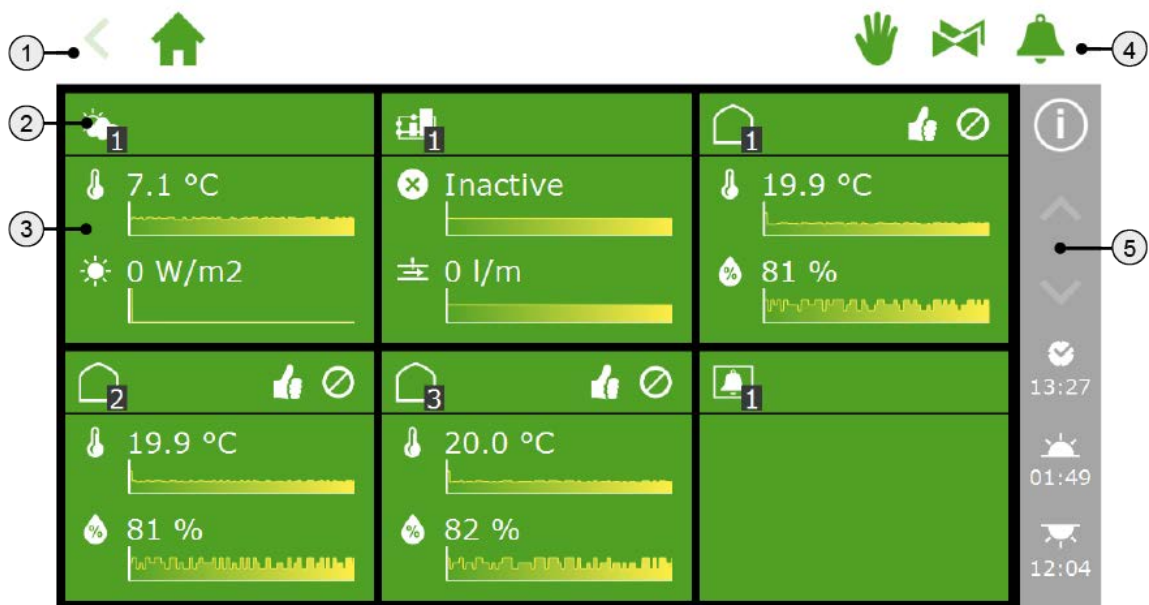 1
4
2
1
1
1
i
7.1 °C
Inactive
19.9 °C
3
5
0 W/m2
0 l/m
% 81 %
2
3
1
13:27
19.9 °C
20.0 °C
01:49
% 81 %
% 82 %
12:04